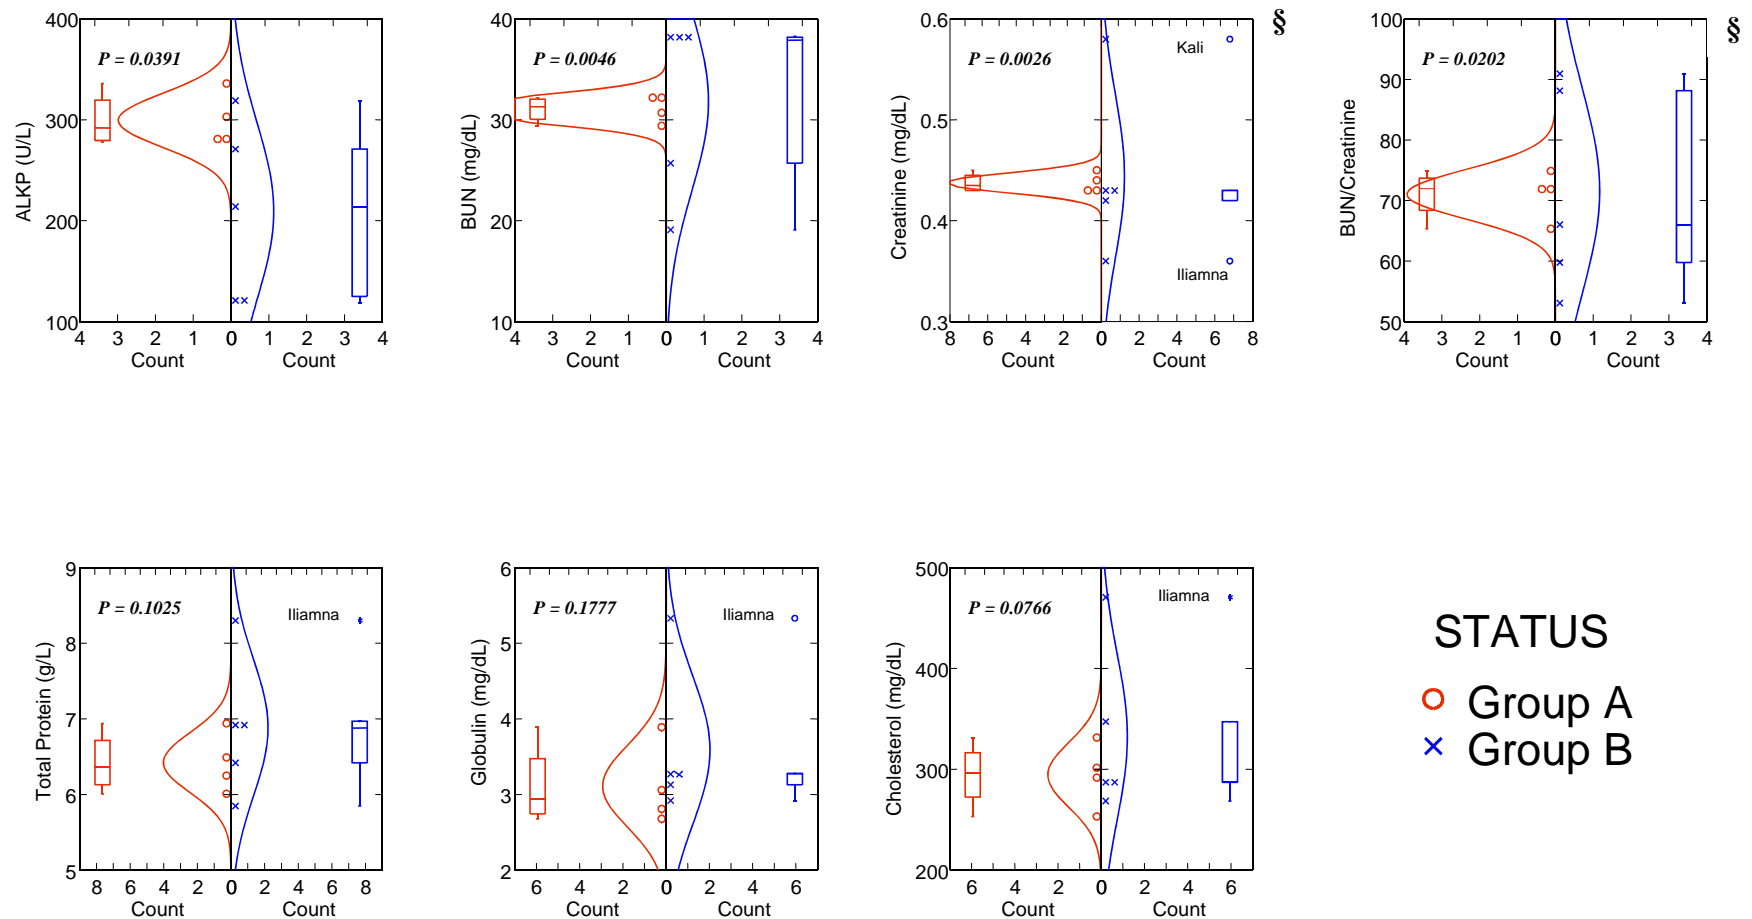 400
300
200
100
ALKP (U/L)
P = 0.0391
4 3 2 1 0 0 1 2 3 4
Count Count
40
30
20
10
BUN (mg/dL)
P = 0.0046
4 3 2 1 0 0 1 2 3 4
Count Count
0.6
0.5
0.4
0.3
Creatinine (mg/dL)
P = 0.0026
Kali
Iliamna
8 6 4 2 0 0 2 4 6 8
Count Count
§
100
90
80
70
60
50
BUN/Creatinine
P = 0.0202
4 3 2 1 0 0 1 2 3 4
Count Count
§
9
8
7
6
5
Total Protein (g/L)
P = 0.1025
Iliamna
8 6 4 2 0 0 2 4 6 8
Count Count
6
5
4
3
2
Globulin (mg/dL)
P = 0.1777
Iliamna
6 4 2 0 0 2 4 6
Count Count
500
400
300
200
Cholesterol (mg/dL)
P = 0.0766
Iliamna
6 4 2 0 0 2 4 6
Count Count
STATUS
Group A
Group B